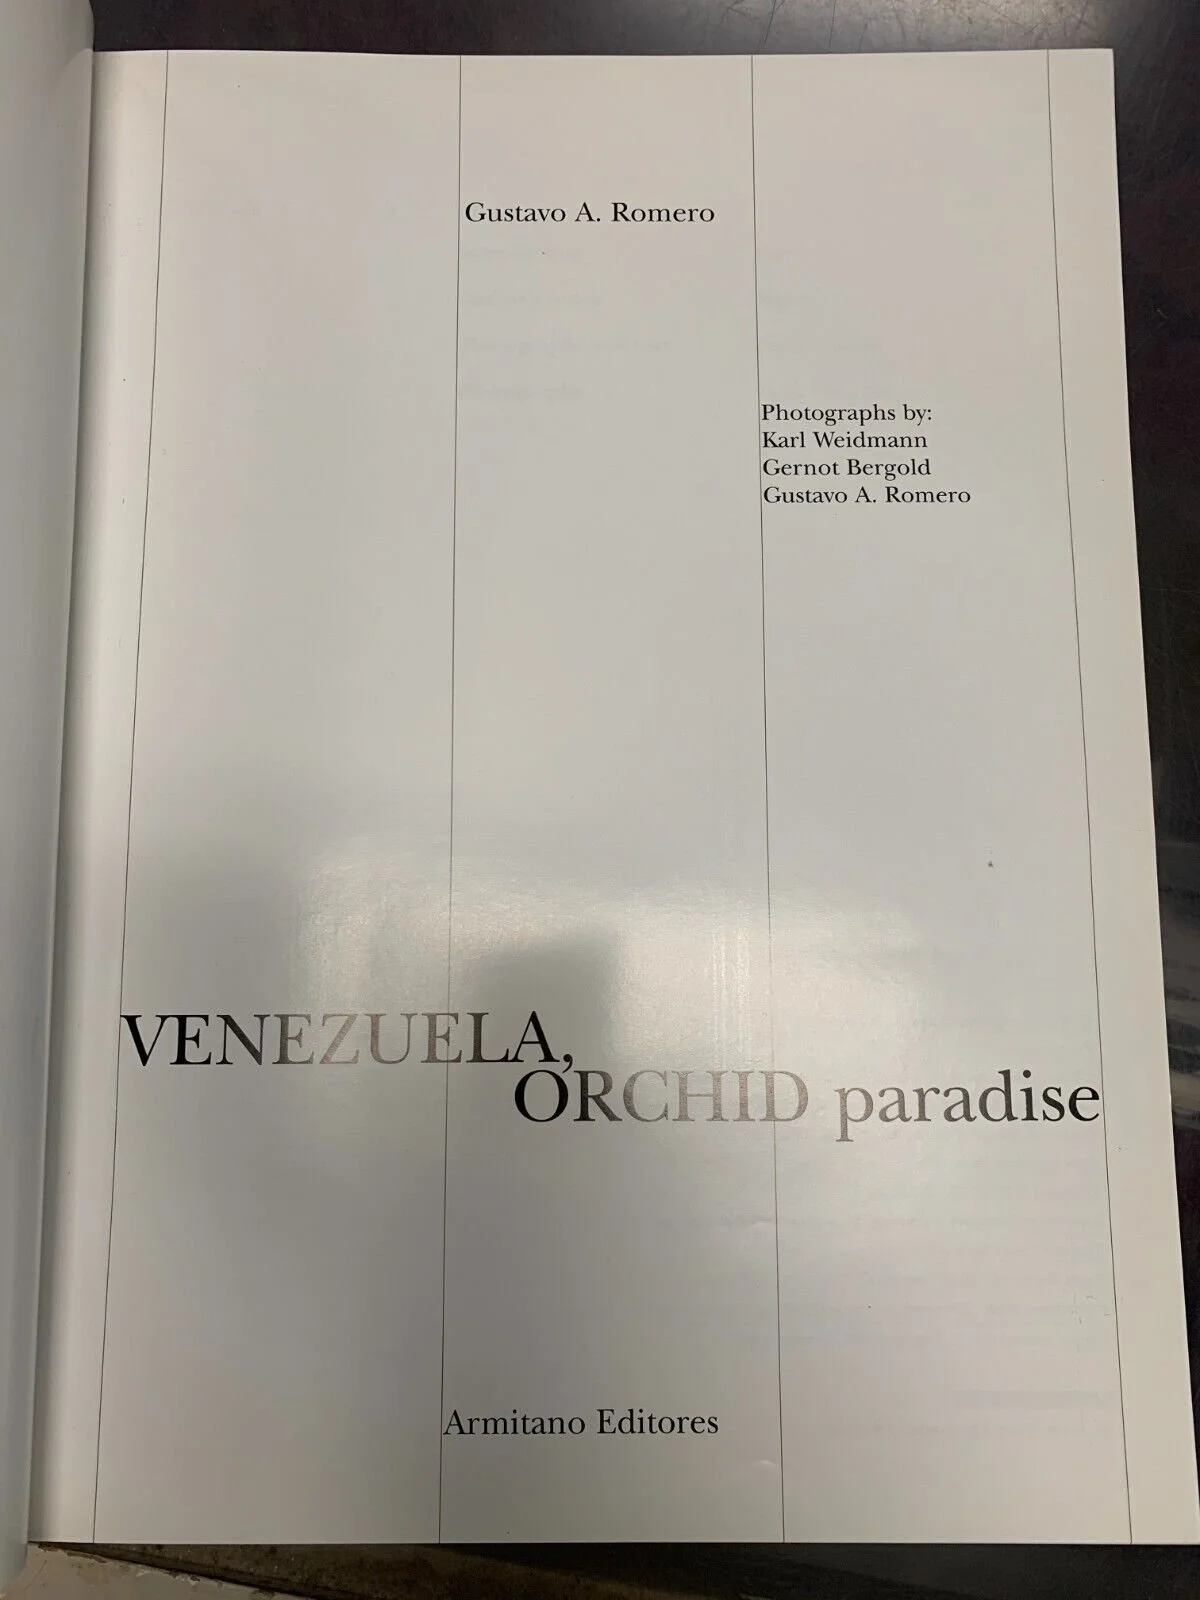 Gustavo A. Romero
Photographs by:
Karl Weidmann
Gernot Bergold
Gustavo A. Romero
VENEZUELA,
ORCHID paradise
Armitano Editores